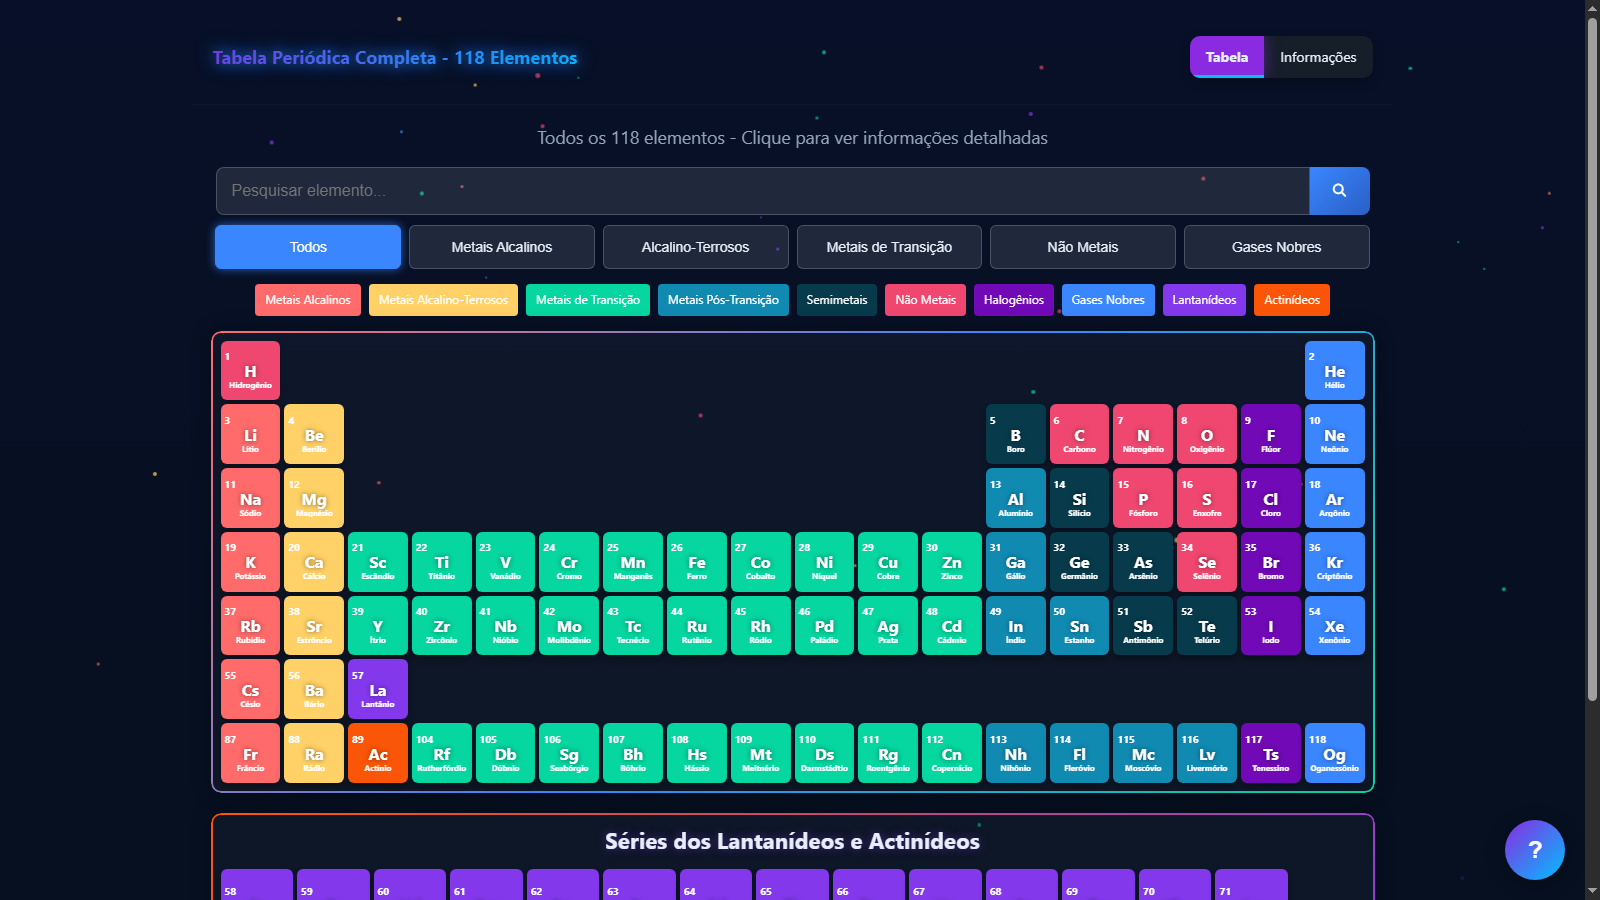 Tabela Periódica Completa - 118 Elementos
Tabela Informações
Todos os 118 elementos - Clique para ver informações detalhadas
Pesquisar elemento...
Todos Metais Alcalinos Alcalino-Terrosos Metais de Transição Não Metais Gases Nobres
Metais Alcalinos Metais Alcalino-Terrosos Metais de Transição Metais Pós-Transição Semimetais Não Metais Halogênios Gases Nobres Lantanídeos Actinídeos
1 2
H He
Hidrogênio Hélio
3 4 5 6 7 8 9 10
Li Be B C N O F Ne
Lítio Berílio Boro Carbono Nitrogênio Oxigênio Flúor Neônio
11 12 13 14 15 16 17 18
Na Mg Al Si P S Cl Ar
Sódio Magnésio Alumínio Silício Fósforo Enxofre Cloro Argônio
19 20 21 22 23 24 25 26 27 28 29 30 31 32 33 34 35 36
K Ca Sc Ti V Cr Mn Fe Co Ni Cu Zn Ga Ge As Se Br Kr
Potássio Cálcio Escândio Titânio Vanádio Cromo Manganês Ferro Cobalto Níquel Cobre Zinco Gálio Germânio Arsênio Selênio Bromo Criptônio
37 38 39 40 41 42 43 44 45 46 47 48 49 50 51 52 53 54
Rb Sr Y Zr Nb Mo Tc Ru Rh Pd Ag Cd In Sn Sb Te I Xe
Rubídio Estrôncio Ítrio Zircônio Nióbio Molibdênio Tecnécio Rutênio Ródio Paládio Prata Cádmio Índio Estanho Antimônio Telúrio Iodo Xenônio
55 56 57
Cs Ba La
Césio Bário Lantânio
87 88 89 104 105 106 107 108 109 110 111 112 113 114 115 116 117 118
Fr Ra Ac Rf Db Sg Bh Hs Mt Ds Rg Cn Nh Fl Mc Lv Ts Og
Frâncio Rádio Actínio Rutherfórdio Dúbnio Seabórgio Bóhrio Hássio Meitnério Darmstádtio Roentgênio Copernício Nihônio Fleróvio Moscóvio Livermório Tenessino Oganessônio
Séries dos Lantanídeos e Actinídeos
?
58 59 60 61 62 63 64 65 66 67 68 69 70 71